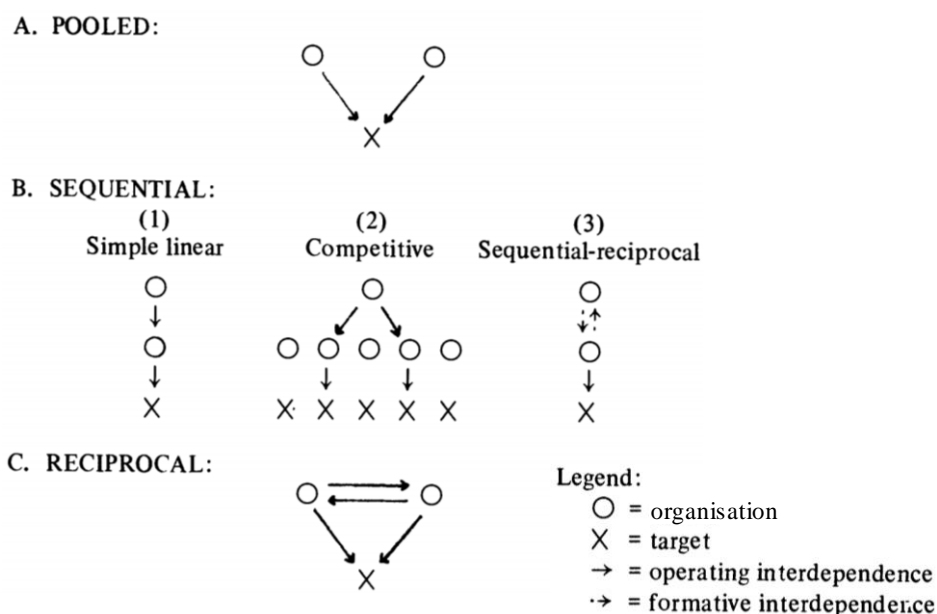 A. POOLED:
B. SEQUENTIAL:
(1) (2) (3)
Simple linear Competitive Sequential-reciprocal
C. RECIPROCAL:
Legend:
= organisation
= target
= operating interdependence
= formative interdependence